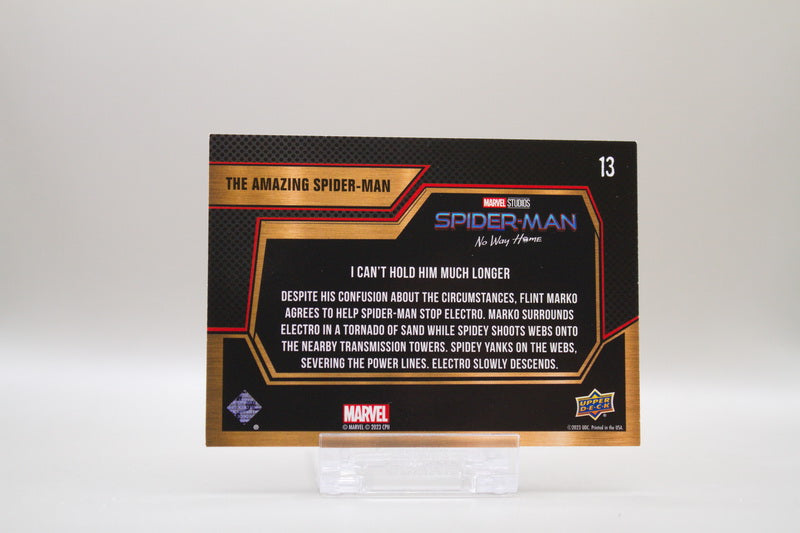 13
THE AMAZING SPIDER-MAN
MARVEL STUDIOS
SPIDER-MAN
No Way Home
I CAN'T HOLD HIM MUCH LONGER
DESPITE HIS CONFUSION ABOUT THE CIRCUMSTANCES, FLINT MARKO
AGREES TO HELP SPIDER-MAN STOP ELECTRO. MARKO SURROUNDS
ELECTRO IN A TORNADO OF SAND WHILE SPIDEY SHOOTS WEBS ONTO
THE NEARBY TRANSMISSION TOWERS. SPIDEY YANKS ON THE WEBS,
SEVERING THE POWER LINES. ELECTRO SLOWLY DESCENDS.
MARVEL
© MARVEL © 2023 CPII
UPPER
D·E·C·K
©2023 UDC. Printed in the USA.